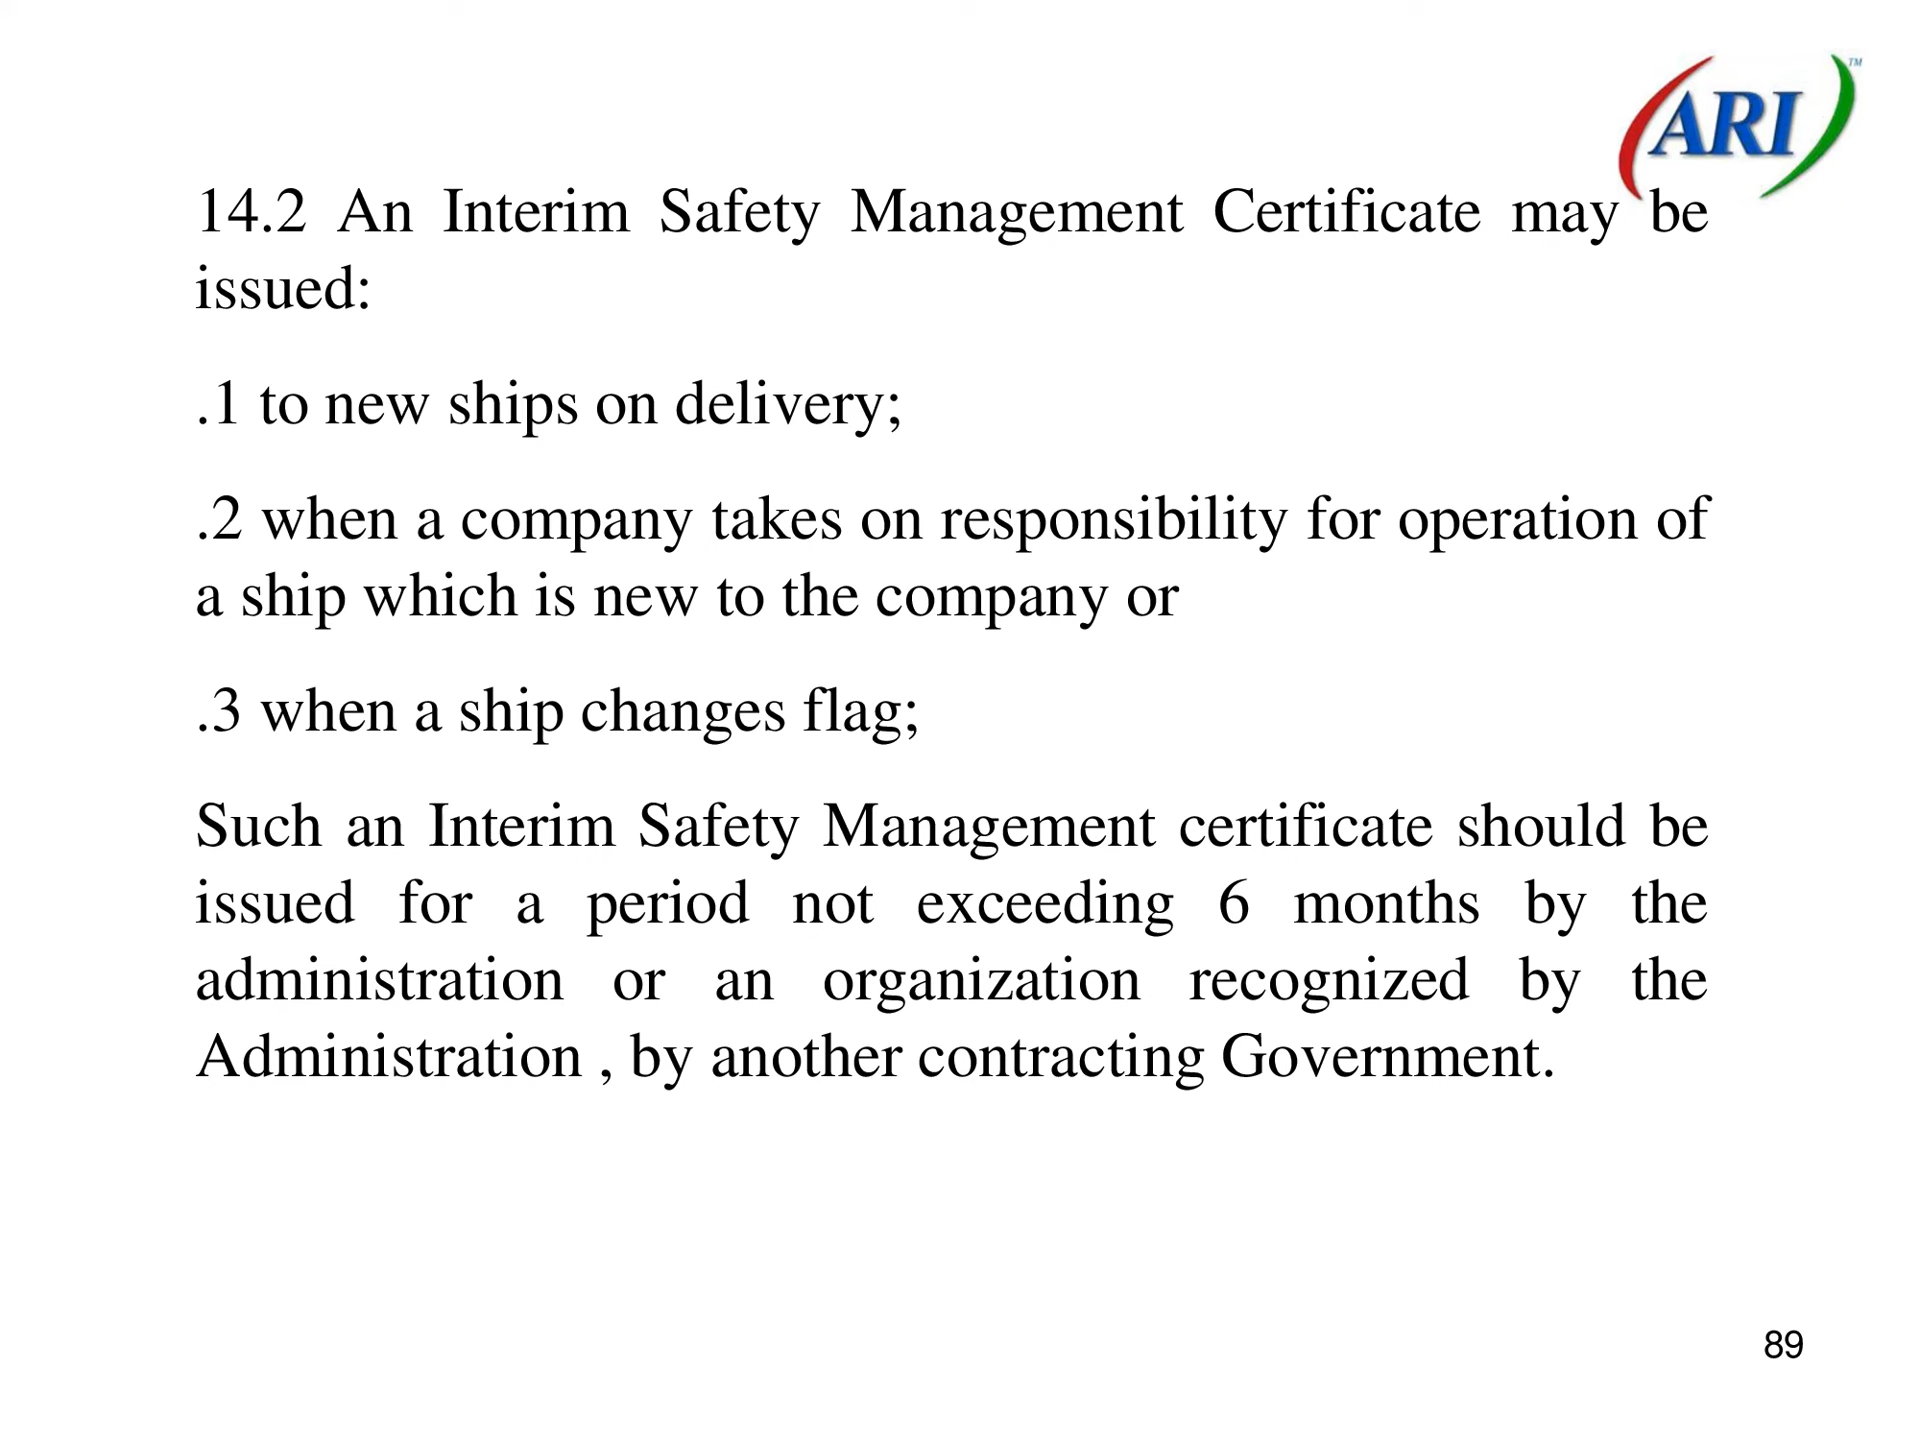 ARI TM
14.2 An Interim Safety Management Certificate may be
issued:
.1 to new ships on delivery;
.2 when a company takes on responsibility for operation of
a ship which is new to the company or
.3 when a ship changes flag;
Such an Interim Safety Management certificate should be
issued for a period not exceeding 6 months by the
administration or an organization recognized by the
Administration , by another contracting Government.
89